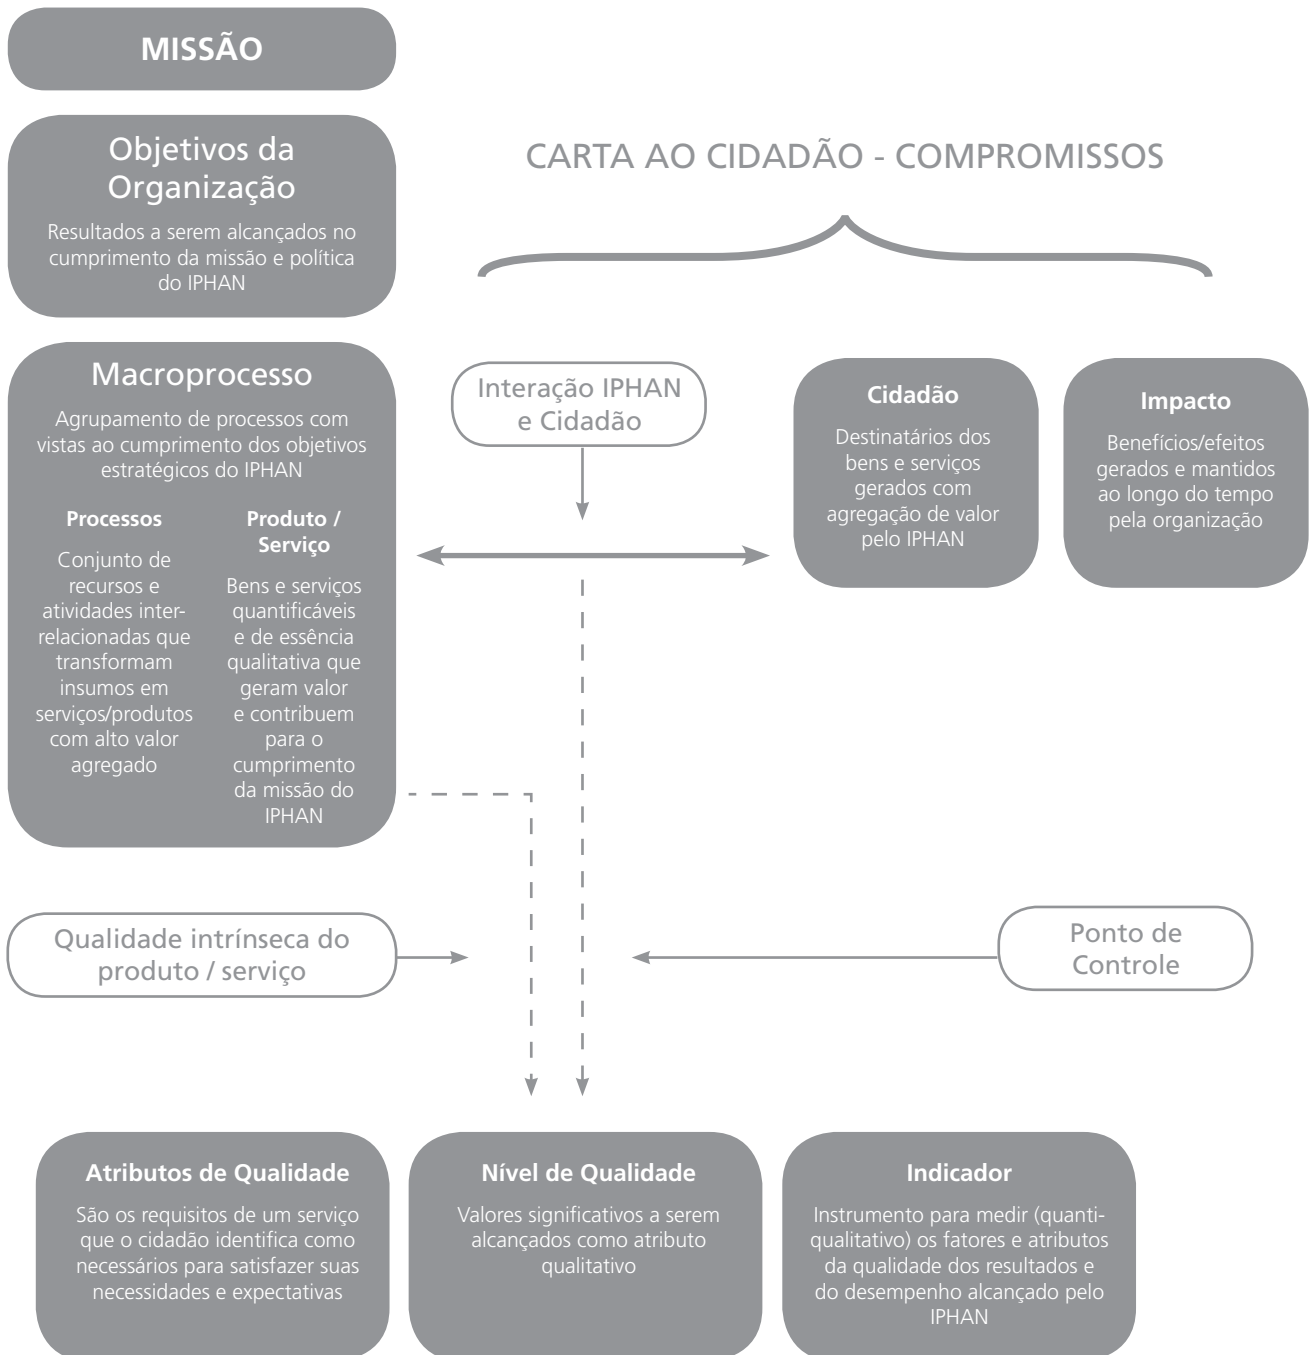 MISSÃO
Objetivos da
Organização
Resultados a serem alcançados no
cumprimento da missão e política
do IPHAN
CARTA AO CIDADÃO - COMPROMISSOS
Macroprocesso
Agrupamento de processos com
vistas ao cumprimento dos objetivos
estratégicos do IPHAN
Processos
Conjunto de
recursos e
atividades inter-
relacionadas que
transformam
insumos em
serviços/produtos
com alto valor
agregado
Produto /
Serviço
Bens e serviços
quantificáveis
e de essência
qualitativa que
geram valor
e contribuem
para o
cumprimento
da missão do
IPHAN
Interação IPHAN
e Cidadão
Cidadão
Destinatários dos
bens e serviços
gerados com
agregação de valor
pelo IPHAN
Impacto
Benefícios/efeitos
gerados e mantidos
ao longo do tempo
pela organização
Qualidade intrínseca do
produto / serviço
Ponto de
Controle
Atributos de Qualidade
São os requisitos de um serviço
que o cidadão identifica como
necessários para satisfazer suas
necessidades e expectativas
Nível de Qualidade
Valores significativos a serem
alcançados como atributo
qualitativo
Indicador
Instrumento para medir (quanti-
qualitativo) os fatores e atributos
da qualidade dos resultados e
do desempenho alcançado pelo
IPHAN